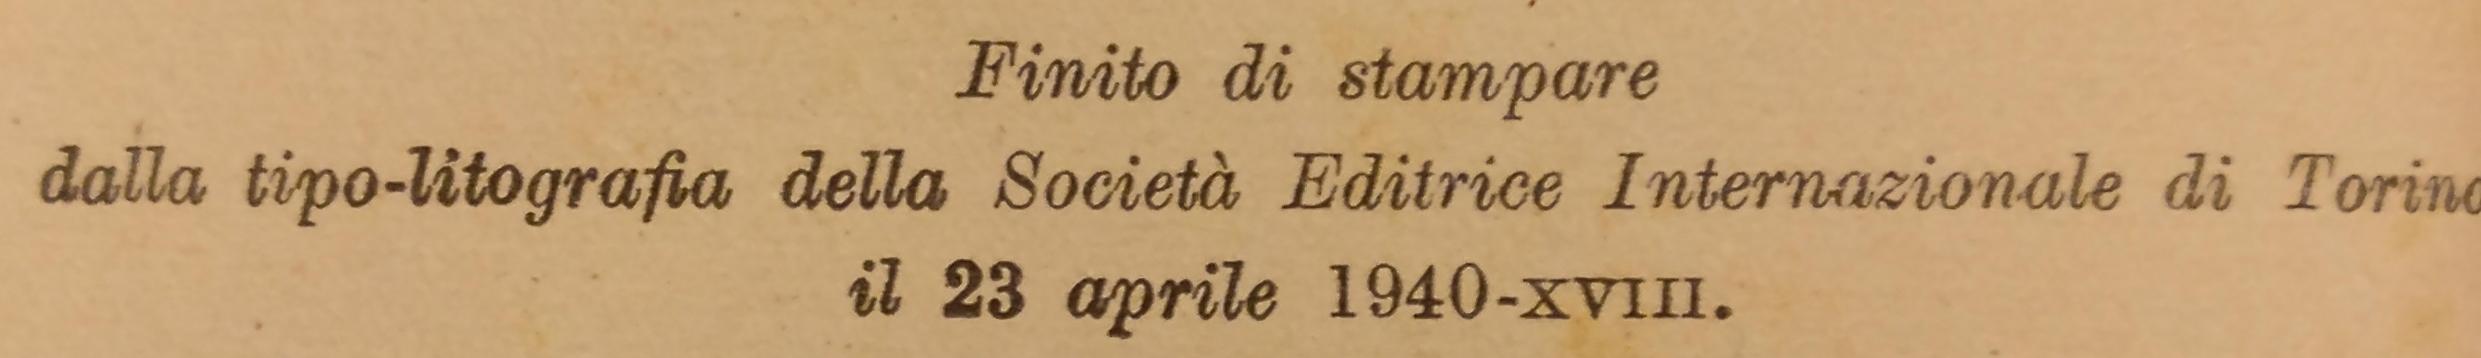 Finito di stampare
dalla tipo-litografia della Società Editrice Internazionale di Torino
il 23 aprile 1940-XVIII.